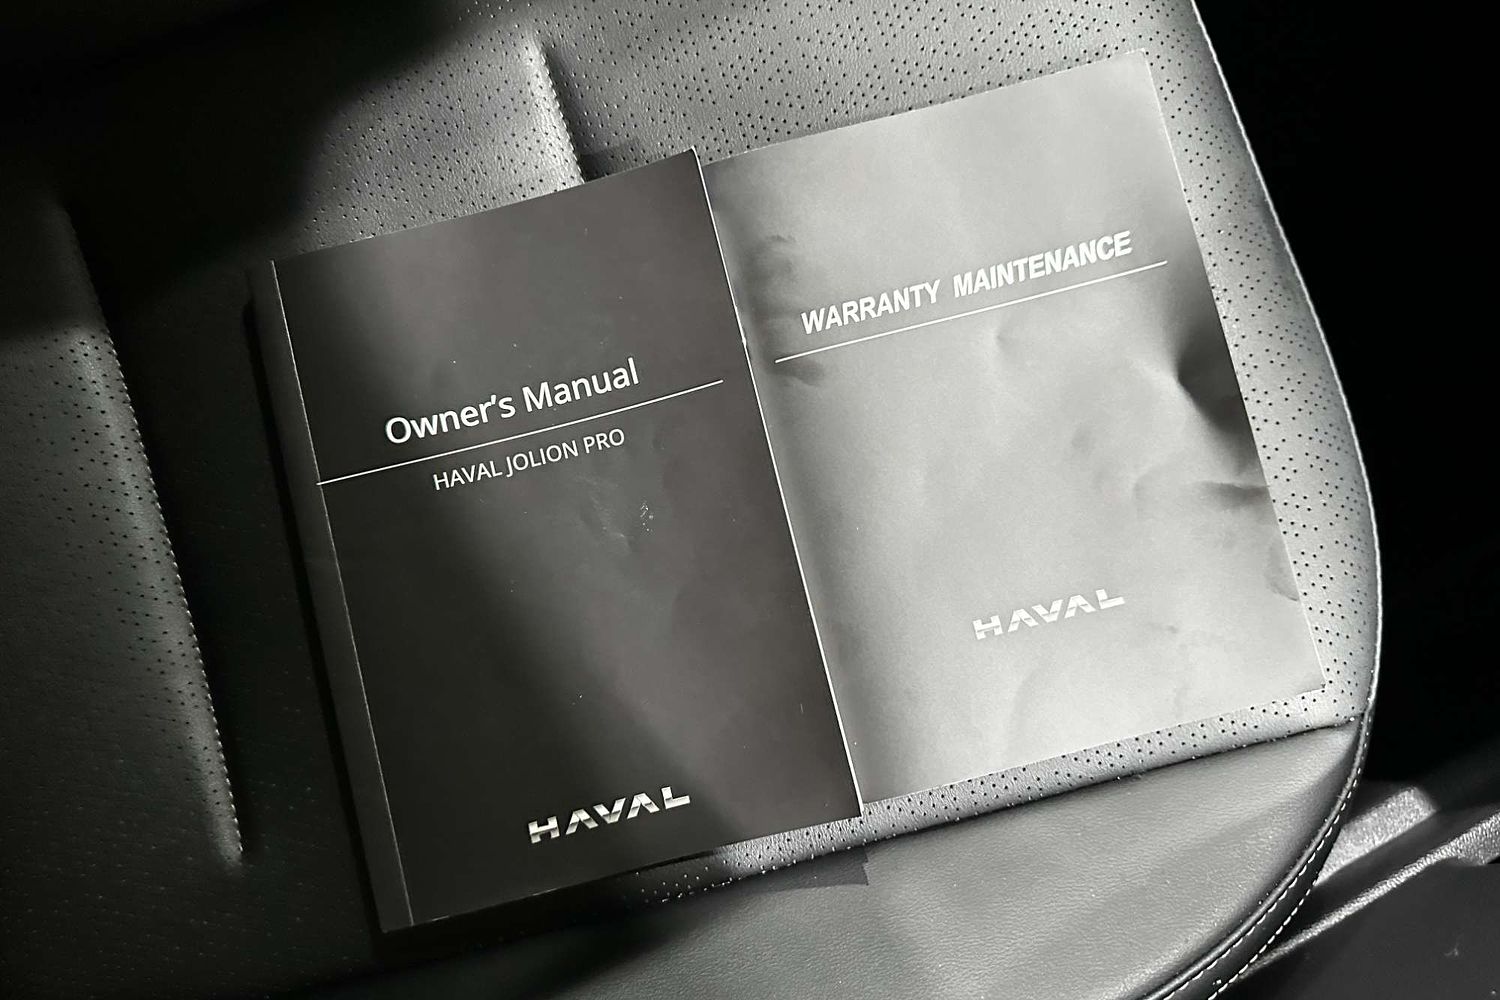 Owner's Manual
HAVAL JOLION PRO
HAVAL
WARRANTY MAINTENANCE
HAVAL